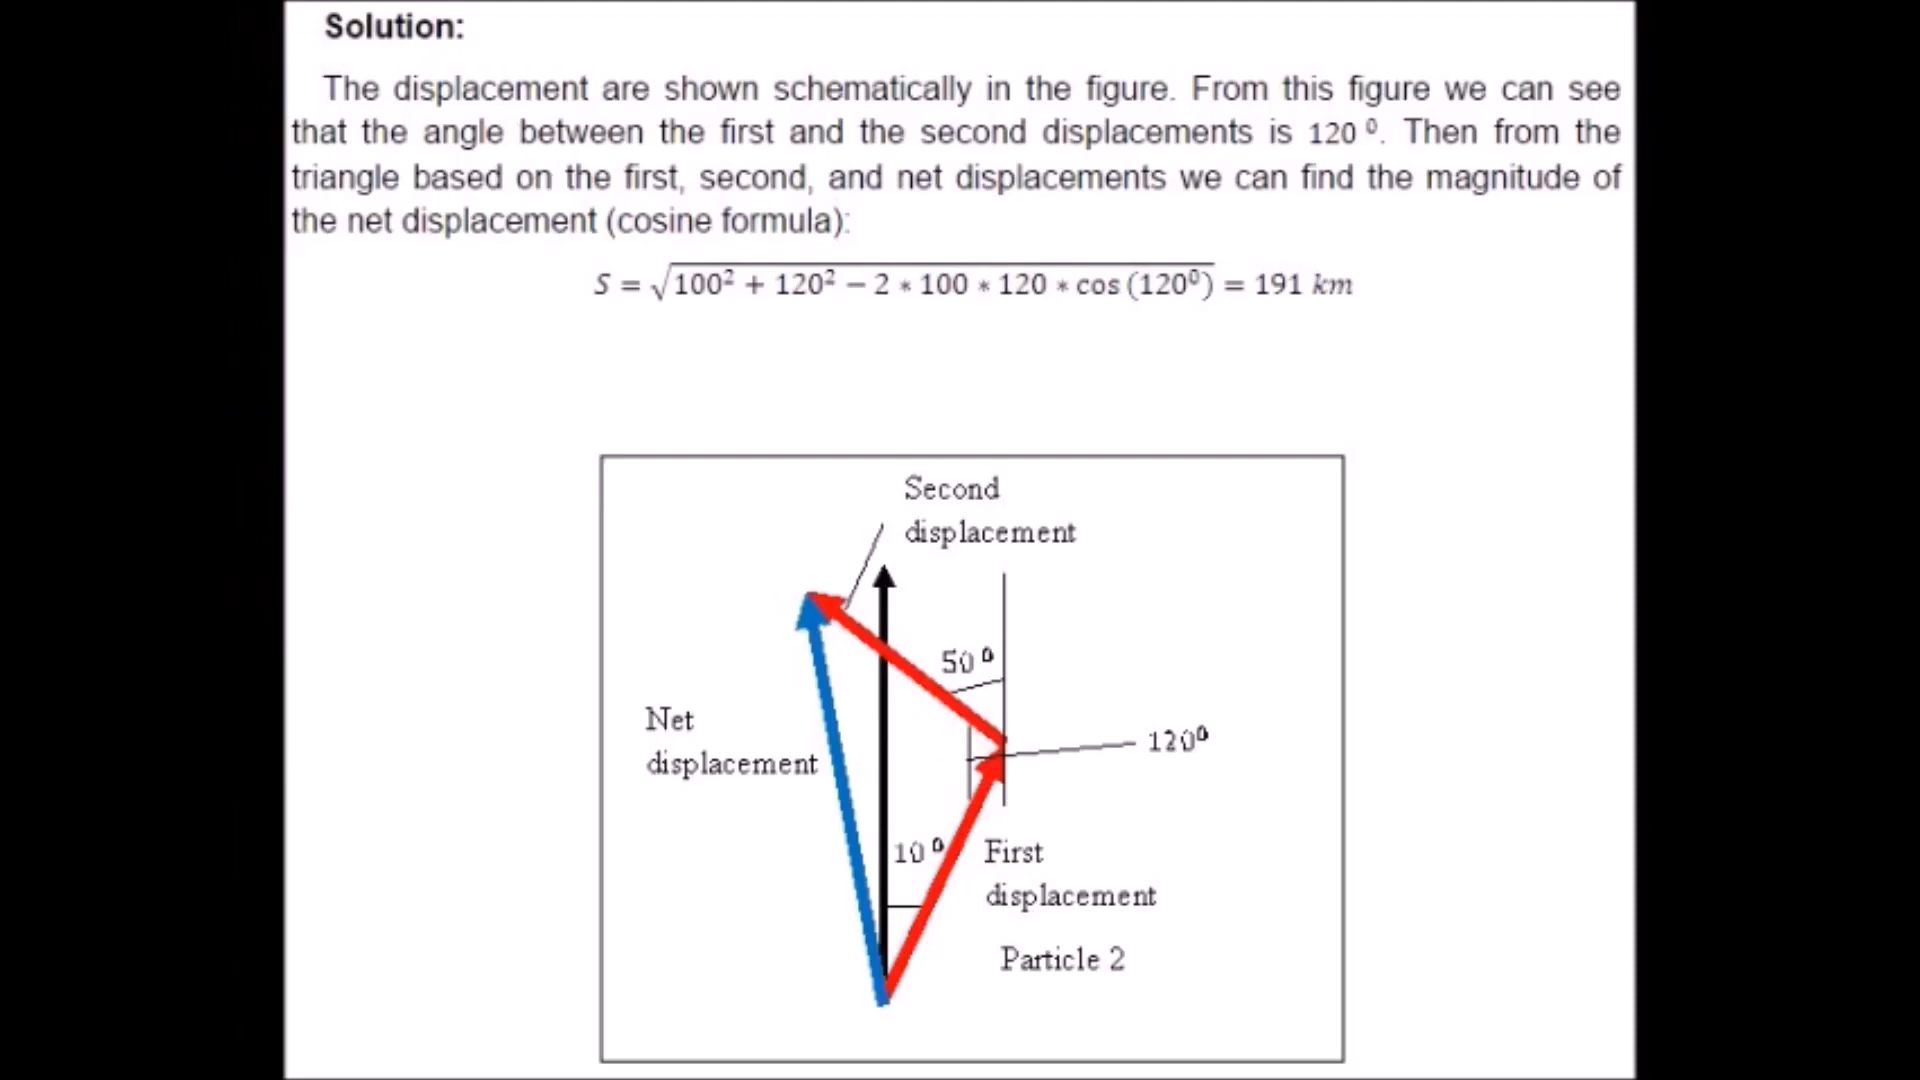 Solution:
The displacement are shown schematically in the figure. From this figure we can see
that the angle between the first and the second displacements is 120 ⁰. Then from the
triangle based on the first, second, and net displacements we can find the magnitude of
the net displacement (cosine formula):
S = √100² + 120² − 2 ∗ 100 ∗ 120 ∗ cos (120⁰) = 191 km
Second
displacement
50 ⁰
Net
displacement
120⁰
10 ⁰
First
displacement
Particle 2